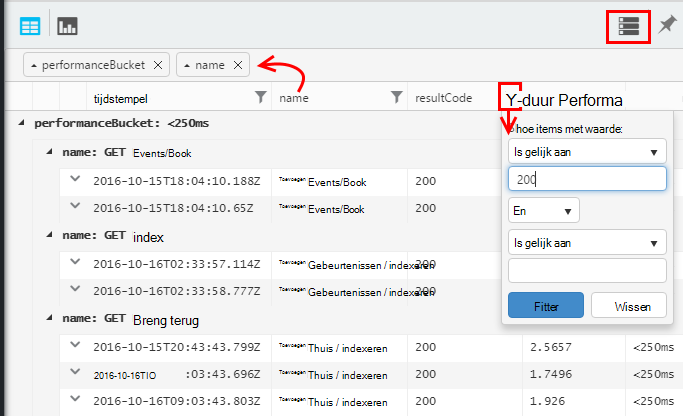 performanceBucket × name ×
tijdstempel name resultCode Y-duur Performa
performanceBucket: <250ms
hoe items met waarde:
name: GET Events/Book
Is gelijk aan
2016-10-15T18:04:10.188Z Toevoegen Events/Book 200
200
2016-10-15T18:04:10.65Z Toevoegen Events/Book 200
En
name: GET index
Is gelijk aan
2016-10-16T02:33:57.114Z Toevoegen Gebeurtenissen / indexeren 200
2016-10-16T02:33:58.777Z Toevoegen Gebeurtenissen / indexeren 200
Fitter Wissen
name: GET Breng terug
2016-10-15T20:43:43.799Z Toevoegen Thuis / indexeren 200 2.5657 <250ms
2016-10-16TIO :03:43.696Z Toevoegen Thuis / indexeren 200 1.7496 <250ms
2016-10-16T09:03:43.803Z Toevoegen Thuis / indexeren 200 1.926 <250ms